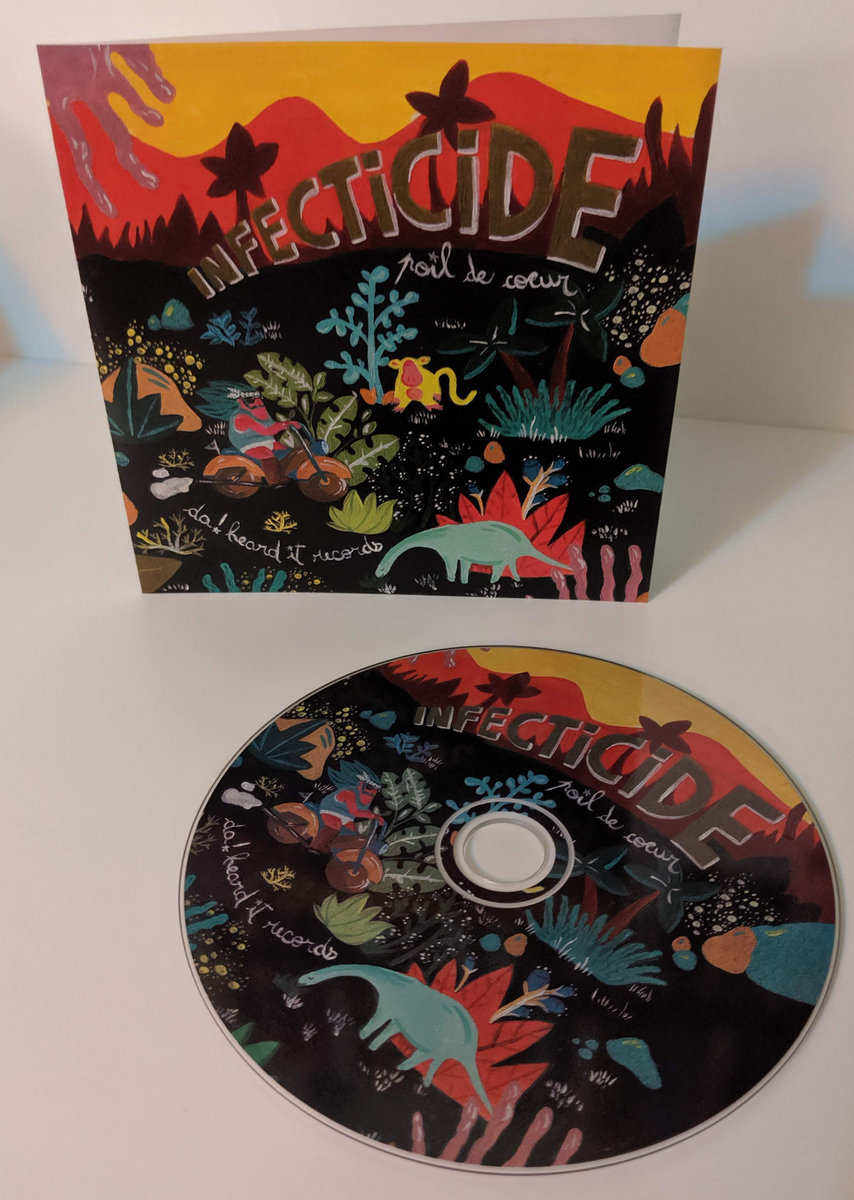 INFECTiCiDE
poil de coeur
da! heard it records
INFECTiCiDE
poil de coeur
da! heard it records